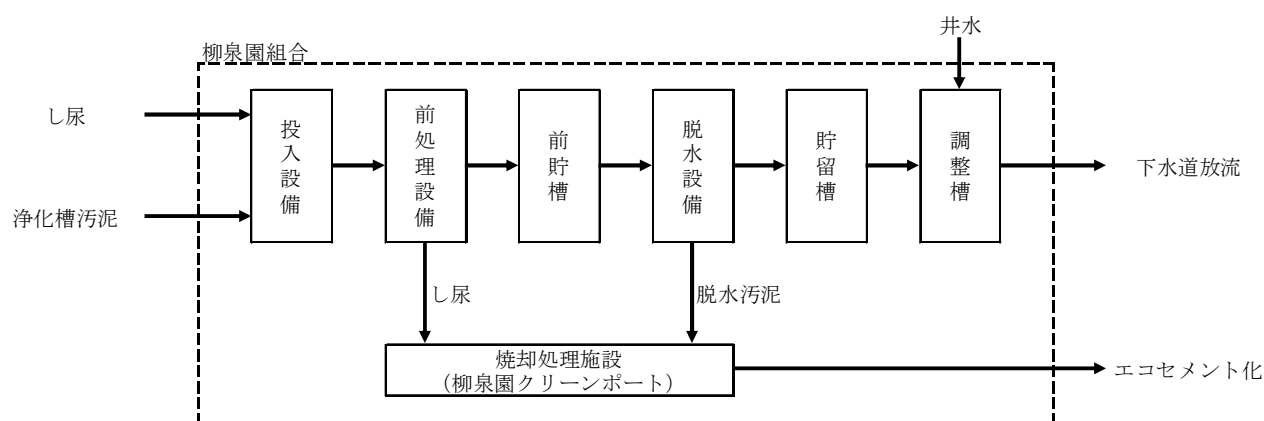 井水
柳泉園組合
し尿
浄化槽汚泥
投入設備
前処理設備
前貯槽
脱水設備
貯留槽
調整槽
下水道放流
し尿
脱水汚泥
焼却処理施設
（柳泉園クリーンポート）
エコセメント化